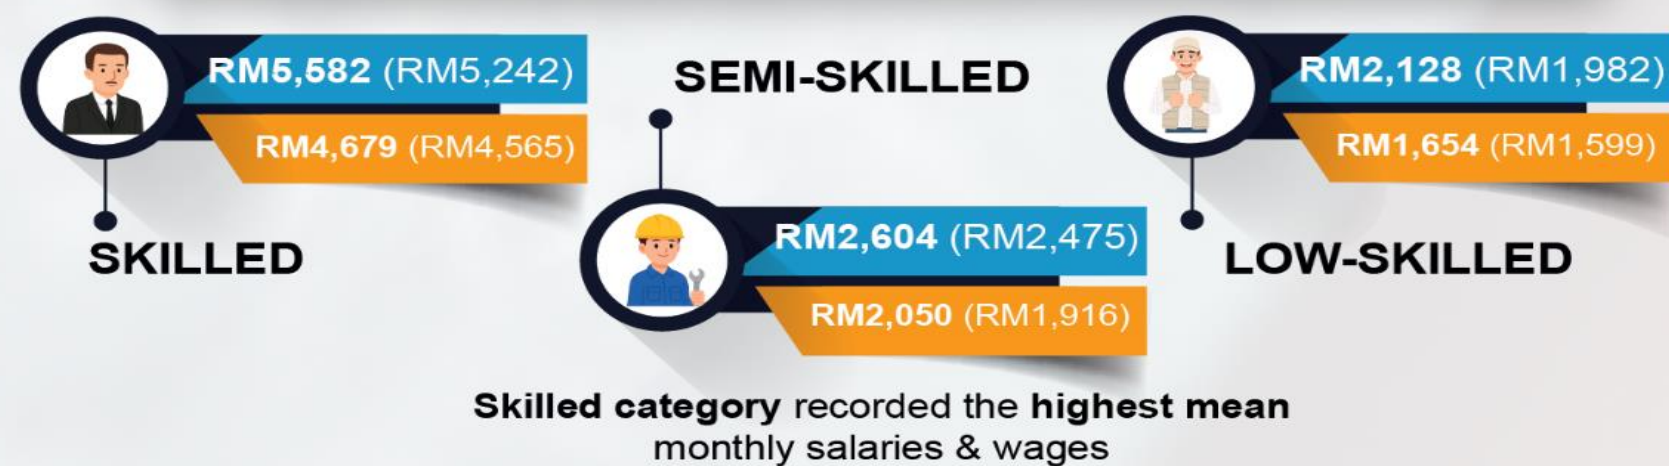 RM5,582 (RM5,242)
RM4,679 (RM4,565)
SKILLED
SEMI-SKILLED
RM2,604 (RM2,475)
RM2,050 (RM1,916)
RM2,128 (RM1,982)
RM1,654 (RM1,599)
LOW-SKILLED
Skilled category recorded the highest mean
monthly salaries & wages